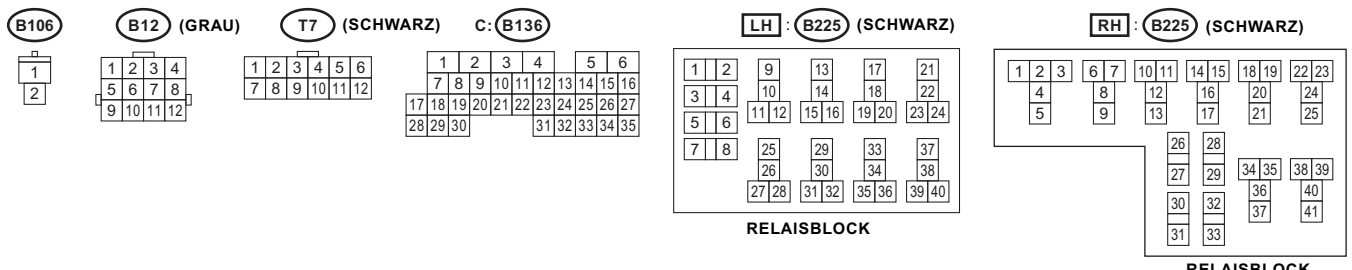 B106 B12 (GRAU) T7 (SCHWARZ) C: B136 LH : B225 (SCHWARZ) RH : B225 (SCHWARZ)
1
2
1 2 3 4
5 6 7 8
9 10 11 12
1 2 3 4 5 6
7 8 9 10 11 12
1 2 3 4 5 6
7 8 9 10 11 12 13 14 15 16
17 18 19 20 21 22 23 24 25 26 27
28 29 30 31 32 33 34 35
1 2 9 13 17 21
3 4 10 14 18 22
11 12 15 16 19 20 23 24
5 6
7 8 25 29 33 37
26 30 34 38
27 28 31 32 35 36 39 40
RELAISBLOCK
1 2 3 6 7 10 11 14 15 18 19 22 23
4 8 12 16 20 24
5 9 13 17 21 25
26 28
27 29 34 35 38 39
36 40
30 32 37 41
31 33
RELAISBLOCK